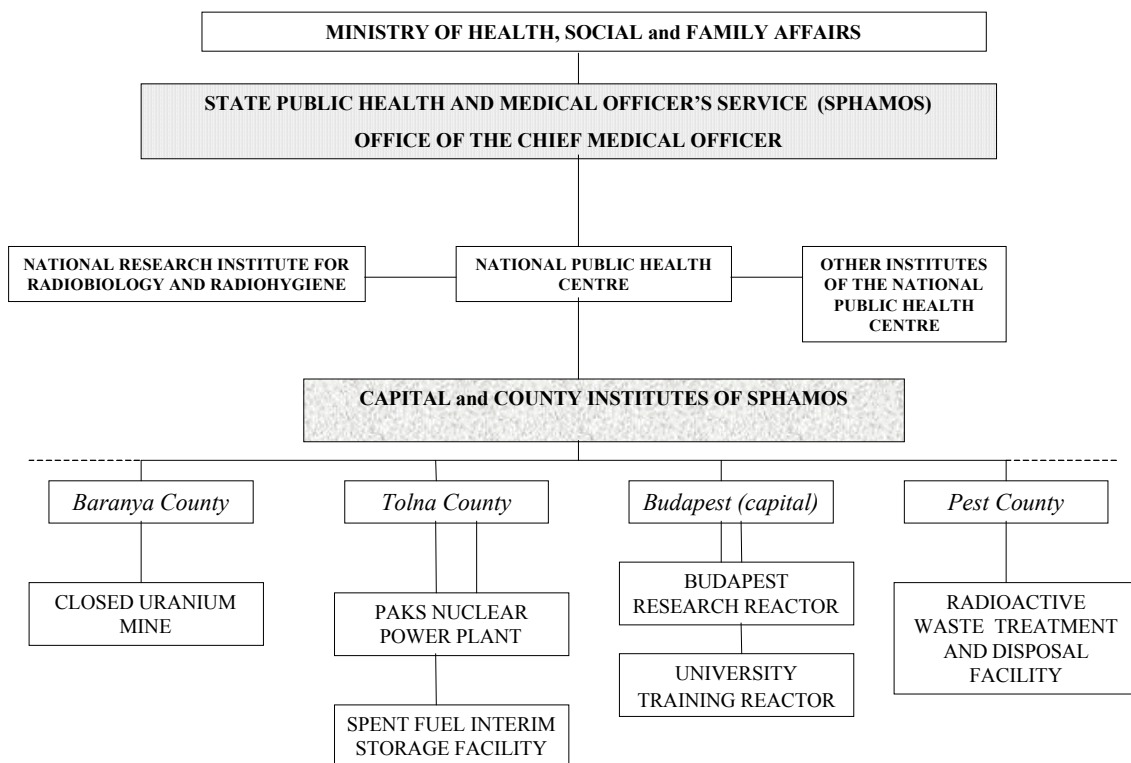 MINISTRY OF HEALTH, SOCIAL and FAMILY AFFAIRS
STATE PUBLIC HEALTH AND MEDICAL OFFICER’S SERVICE (SPHAMOS)
OFFICE OF THE CHIEF MEDICAL OFFICER
NATIONAL RESEARCH INSTITUTE FOR
RADIOBIOLOGY AND RADIOHYGIENE
NATIONAL PUBLIC HEALTH
CENTRE
OTHER INSTITUTES
OF THE NATIONAL
PUBLIC HEALTH
CENTRE
CAPITAL and COUNTY INSTITUTES OF SPHAMOS
Baranya County
Tolna County
Budapest (capital)
Pest County
CLOSED URANIUM
MINE
PAKS NUCLEAR
POWER PLANT
SPENT FUEL INTERIM
STORAGE FACILITY
BUDAPEST
RESEARCH REACTOR
UNIVERSITY
TRAINING REACTOR
RADIOACTIVE
WASTE TREATMENT
AND DISPOSAL
FACILITY